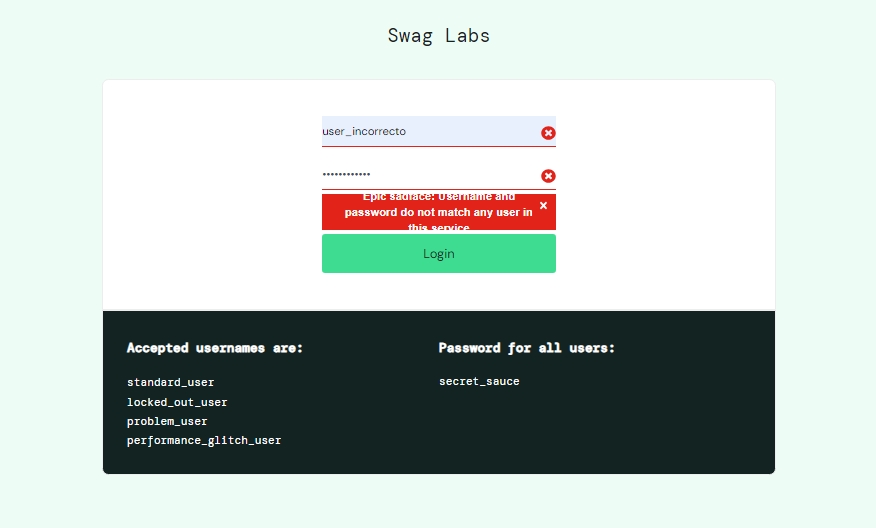 Swag Labs
user_incorrecto
••••••••••••
Epic sadface: Username and
password do not match any user in
this service
Login
Accepted usernames are:
standard_user
locked_out_user
problem_user
performance_glitch_user
Password for all users:
secret_sauce